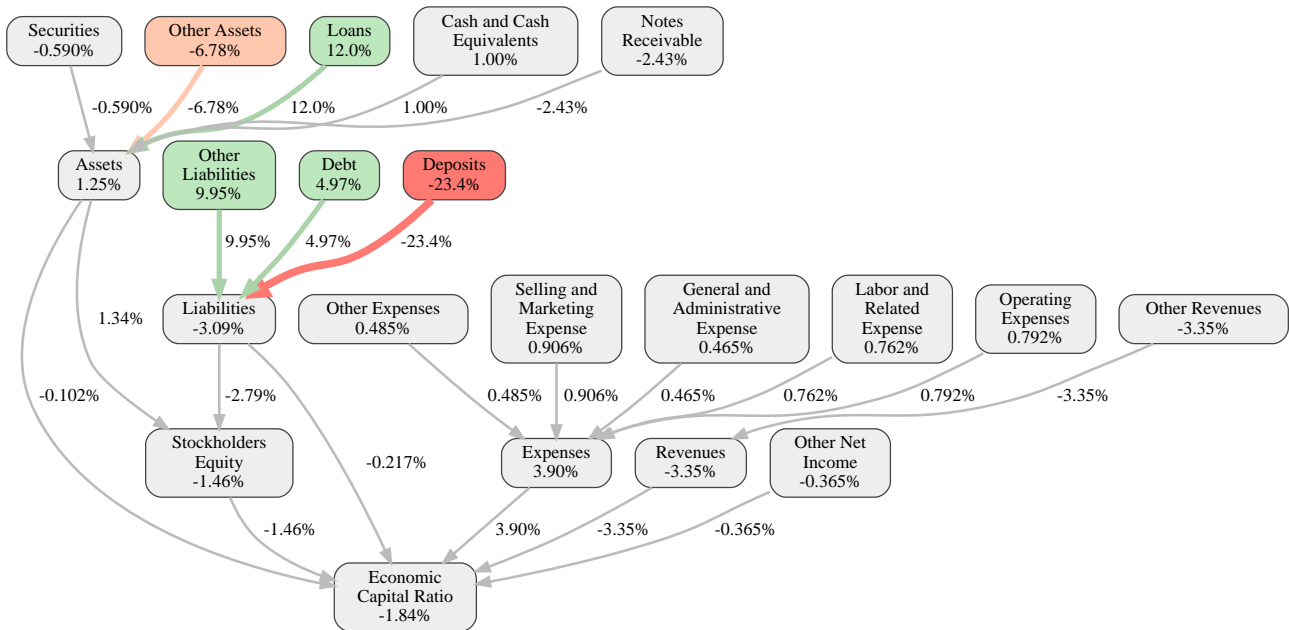 Securities
-0.590%
Other Assets
-6.78%
Loans
12.0%
Cash and Cash
Equivalents
1.00%
Notes
Receivable
-2.43%
-0.590%
-6.78%
12.0%
1.00%
-2.43%
Assets
1.25%
Other
Liabilities
9.95%
Debt
4.97%
Deposits
-23.4%
9.95%
4.97%
-23.4%
1.34%
Liabilities
-3.09%
Other Expenses
0.485%
Selling and
Marketing
Expense
0.906%
General and
Administrative
Expense
0.465%
Labor and
Related
Expense
0.762%
Operating
Expenses
0.792%
Other Revenues
-3.35%
-0.102%
-2.79%
0.485%
0.906%
0.465%
0.762%
0.792%
-3.35%
Stockholders
Equity
-1.46%
-0.217%
Expenses
3.90%
Revenues
-3.35%
Other Net
Income
-0.365%
-1.46%
3.90%
-3.35%
-0.365%
Economic
Capital Ratio
-1.84%